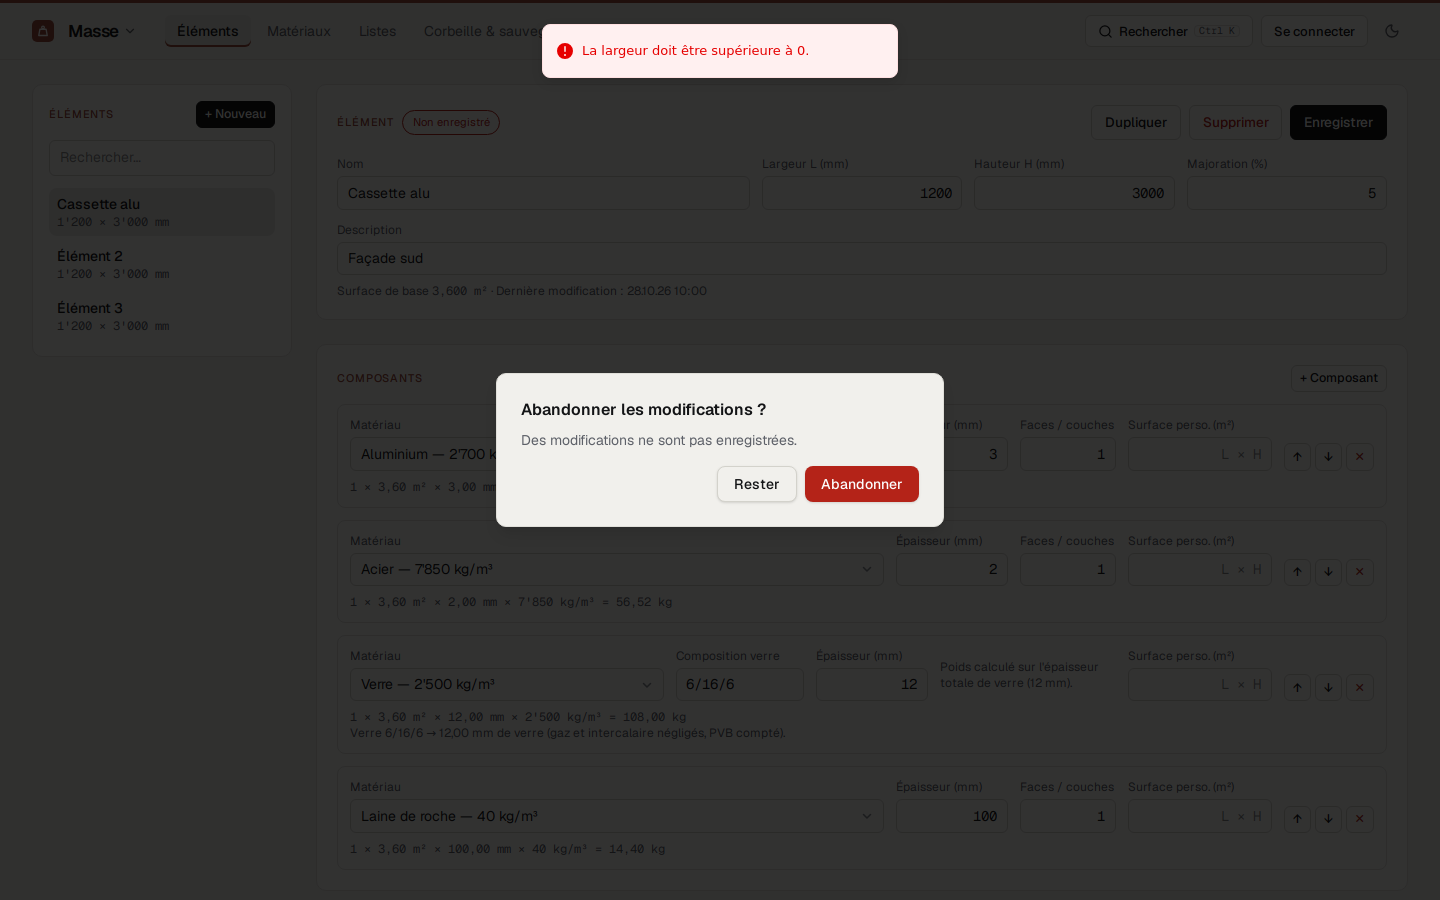 Masse
Éléments
Matériaux
Listes
Corbeille & sauveg
Rechercher Ctrl K
Se connecter
La largeur doit être supérieure à 0.
ÉLÉMENTS
+ Nouveau
Rechercher…
Cassette alu
1'200 × 3'000 mm
Élément 2
1'200 × 3'000 mm
Élément 3
1'200 × 3'000 mm
ÉLÉMENT Non enregistré
Dupliquer
Supprimer
Enregistrer
Nom
Largeur L (mm)
Hauteur H (mm)
Majoration (%)
Cassette alu
1200
3000
5
Description
Façade sud
Surface de base 3,600 m² · Dernière modification : 28.10.26 10:00
COMPOSANTS
+ Composant
Abandonner les modifications ?
Des modifications ne sont pas enregistrées.
Rester
Abandonner
Matériau
r (mm)
Faces / couches
Surface perso. (m²)
Aluminium — 2'700 k
3
1
L × H
1 × 3,60 m² × 3,00 mm
Matériau
Épaisseur (mm)
Faces / couches
Surface perso. (m²)
Acier — 7'850 kg/m³
2
1
L × H
1 × 3,60 m² × 2,00 mm × 7'850 kg/m³ = 56,52 kg
Matériau
Composition verre
Épaisseur (mm)
Surface perso. (m²)
Verre — 2'500 kg/m³
6/16/6
12
Poids calculé sur l'épaisseur
totale de verre (12 mm).
L × H
1 × 3,60 m² × 12,00 mm × 2'500 kg/m³ = 108,00 kg
Verre 6/16/6 → 12,00 mm de verre (gaz et intercalaire négligés, PVB compté).
Matériau
Épaisseur (mm)
Faces / couches
Surface perso. (m²)
Laine de roche — 40 kg/m³
100
1
L × H
1 × 3,60 m² × 100,00 mm × 40 kg/m³ = 14,40 kg